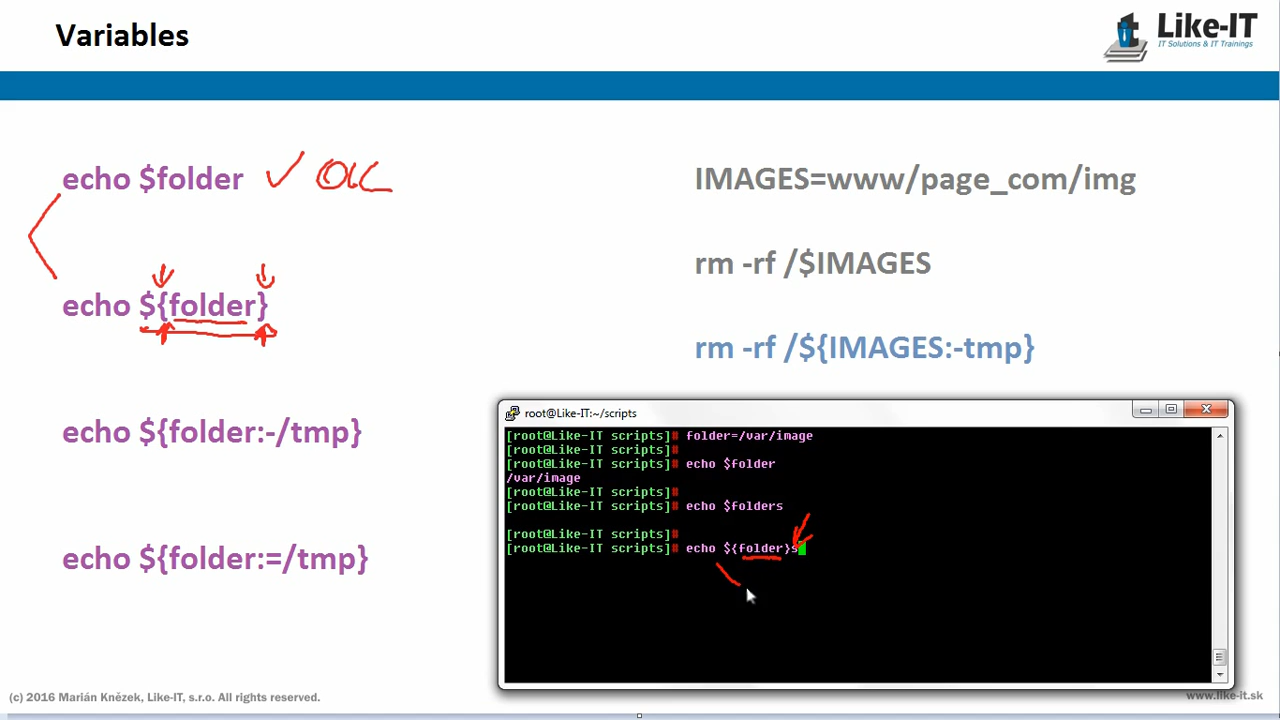 Variables
Like-IT
IT Solutions & IT Trainings
echo $folder ✓ OK
echo ${folder}
echo ${folder:-/tmp}
echo ${folder:=/tmp}
IMAGES=www/page_com/img
rm -rf /$IMAGES
rm -rf /${IMAGES:-tmp}
root@Like-IT:~/scripts
[root@Like-IT scripts]# folder=/var/image
[root@Like-IT scripts]#
[root@Like-IT scripts]# echo $folder
/var/image
[root@Like-IT scripts]#
[root@Like-IT scripts]# echo $folders
[root@Like-IT scripts]#
[root@Like-IT scripts]# echo ${folder}s
(c) 2016 Marián Knězek, Like-IT, s.r.o. All rights reserved.
www.like-it.sk